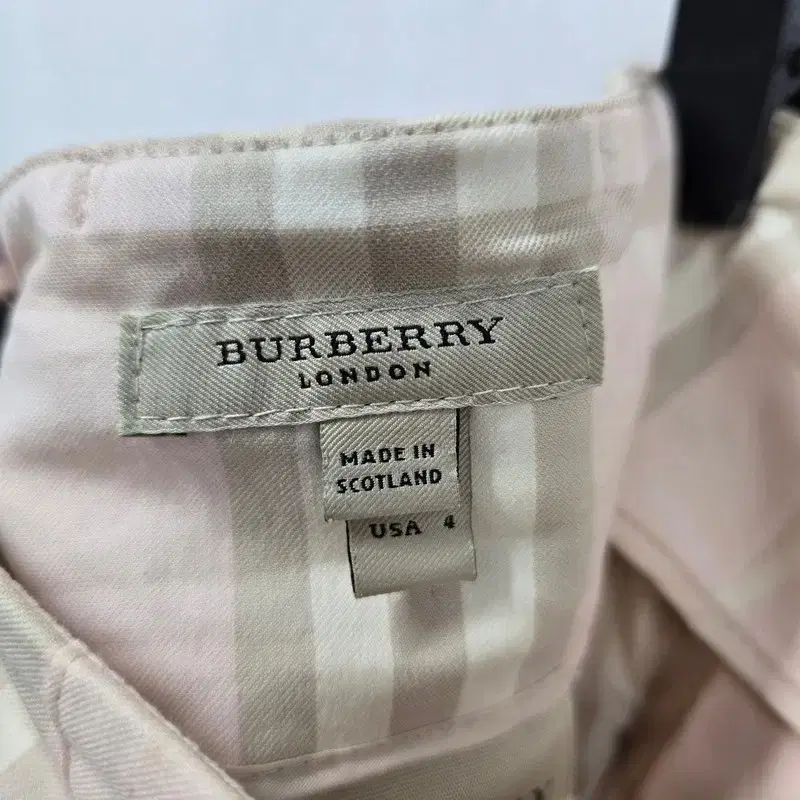 BURBERRY
LONDON
MADE IN
SCOTLAND
USA 4